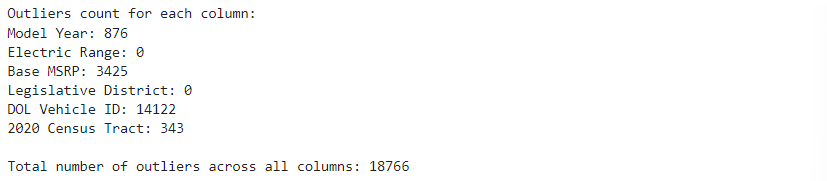 Outliers count for each column:
Model Year: 876
Electric Range: 0
Base MSRP: 3425
Legislative District: 0
DOL Vehicle ID: 14122
2020 Census Tract: 343
Total number of outliers across all columns: 18766